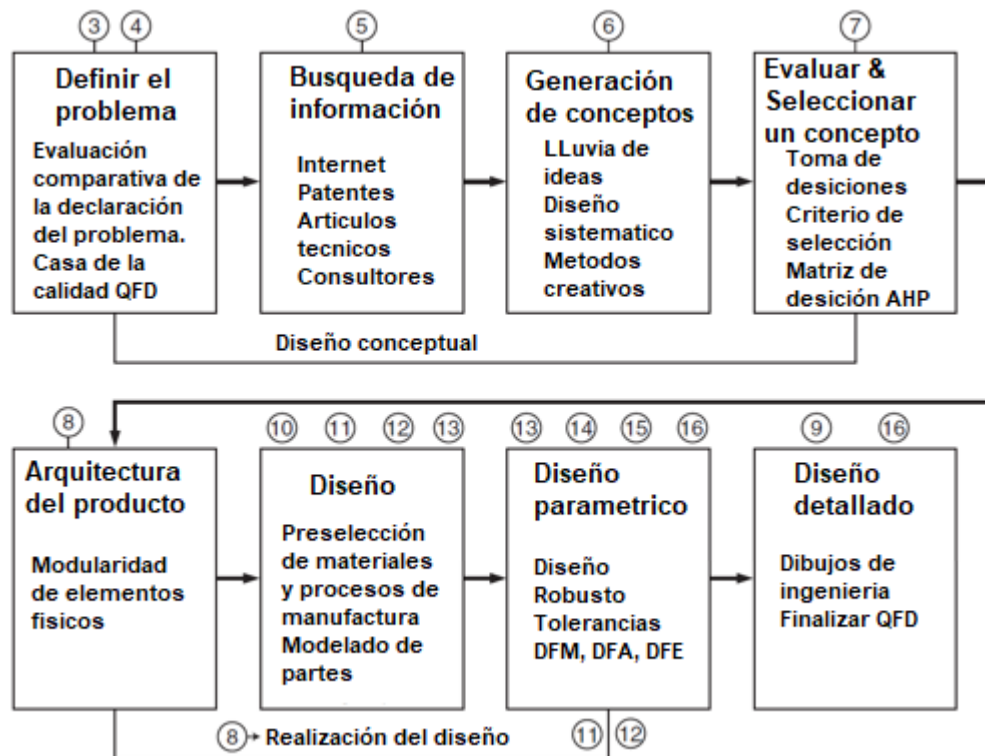 3 4
Definir el
problema
Evaluación
comparativa de
la declaración
del problema.
Casa de la
calidad QFD
5
Busqueda de
información
Internet
Patentes
Articulos
tecnicos
Consultores
6
Generación
de conceptos
LLuvia de
ideas
Diseño
sistematico
Metodos
creativos
7
Evaluar &
Seleccionar
un concepto
Toma de
desiciones
Criterio de
selección
Matriz de
desición AHP
Diseño conceptual
8
Arquitectura
del producto
Modularidad
de elementos
fisicos
10 11 12 13
Diseño
Preselección
de materiales
y procesos de
manufactura
Modelado de
partes
13 14 15 16
Diseño
parametrico
Diseño
Robusto
Tolerancias
DFM, DFA, DFE
9 16
Diseño
detallado
Dibujos de
ingenieria
Finalizar QFD
8 Realización del diseño
11 12